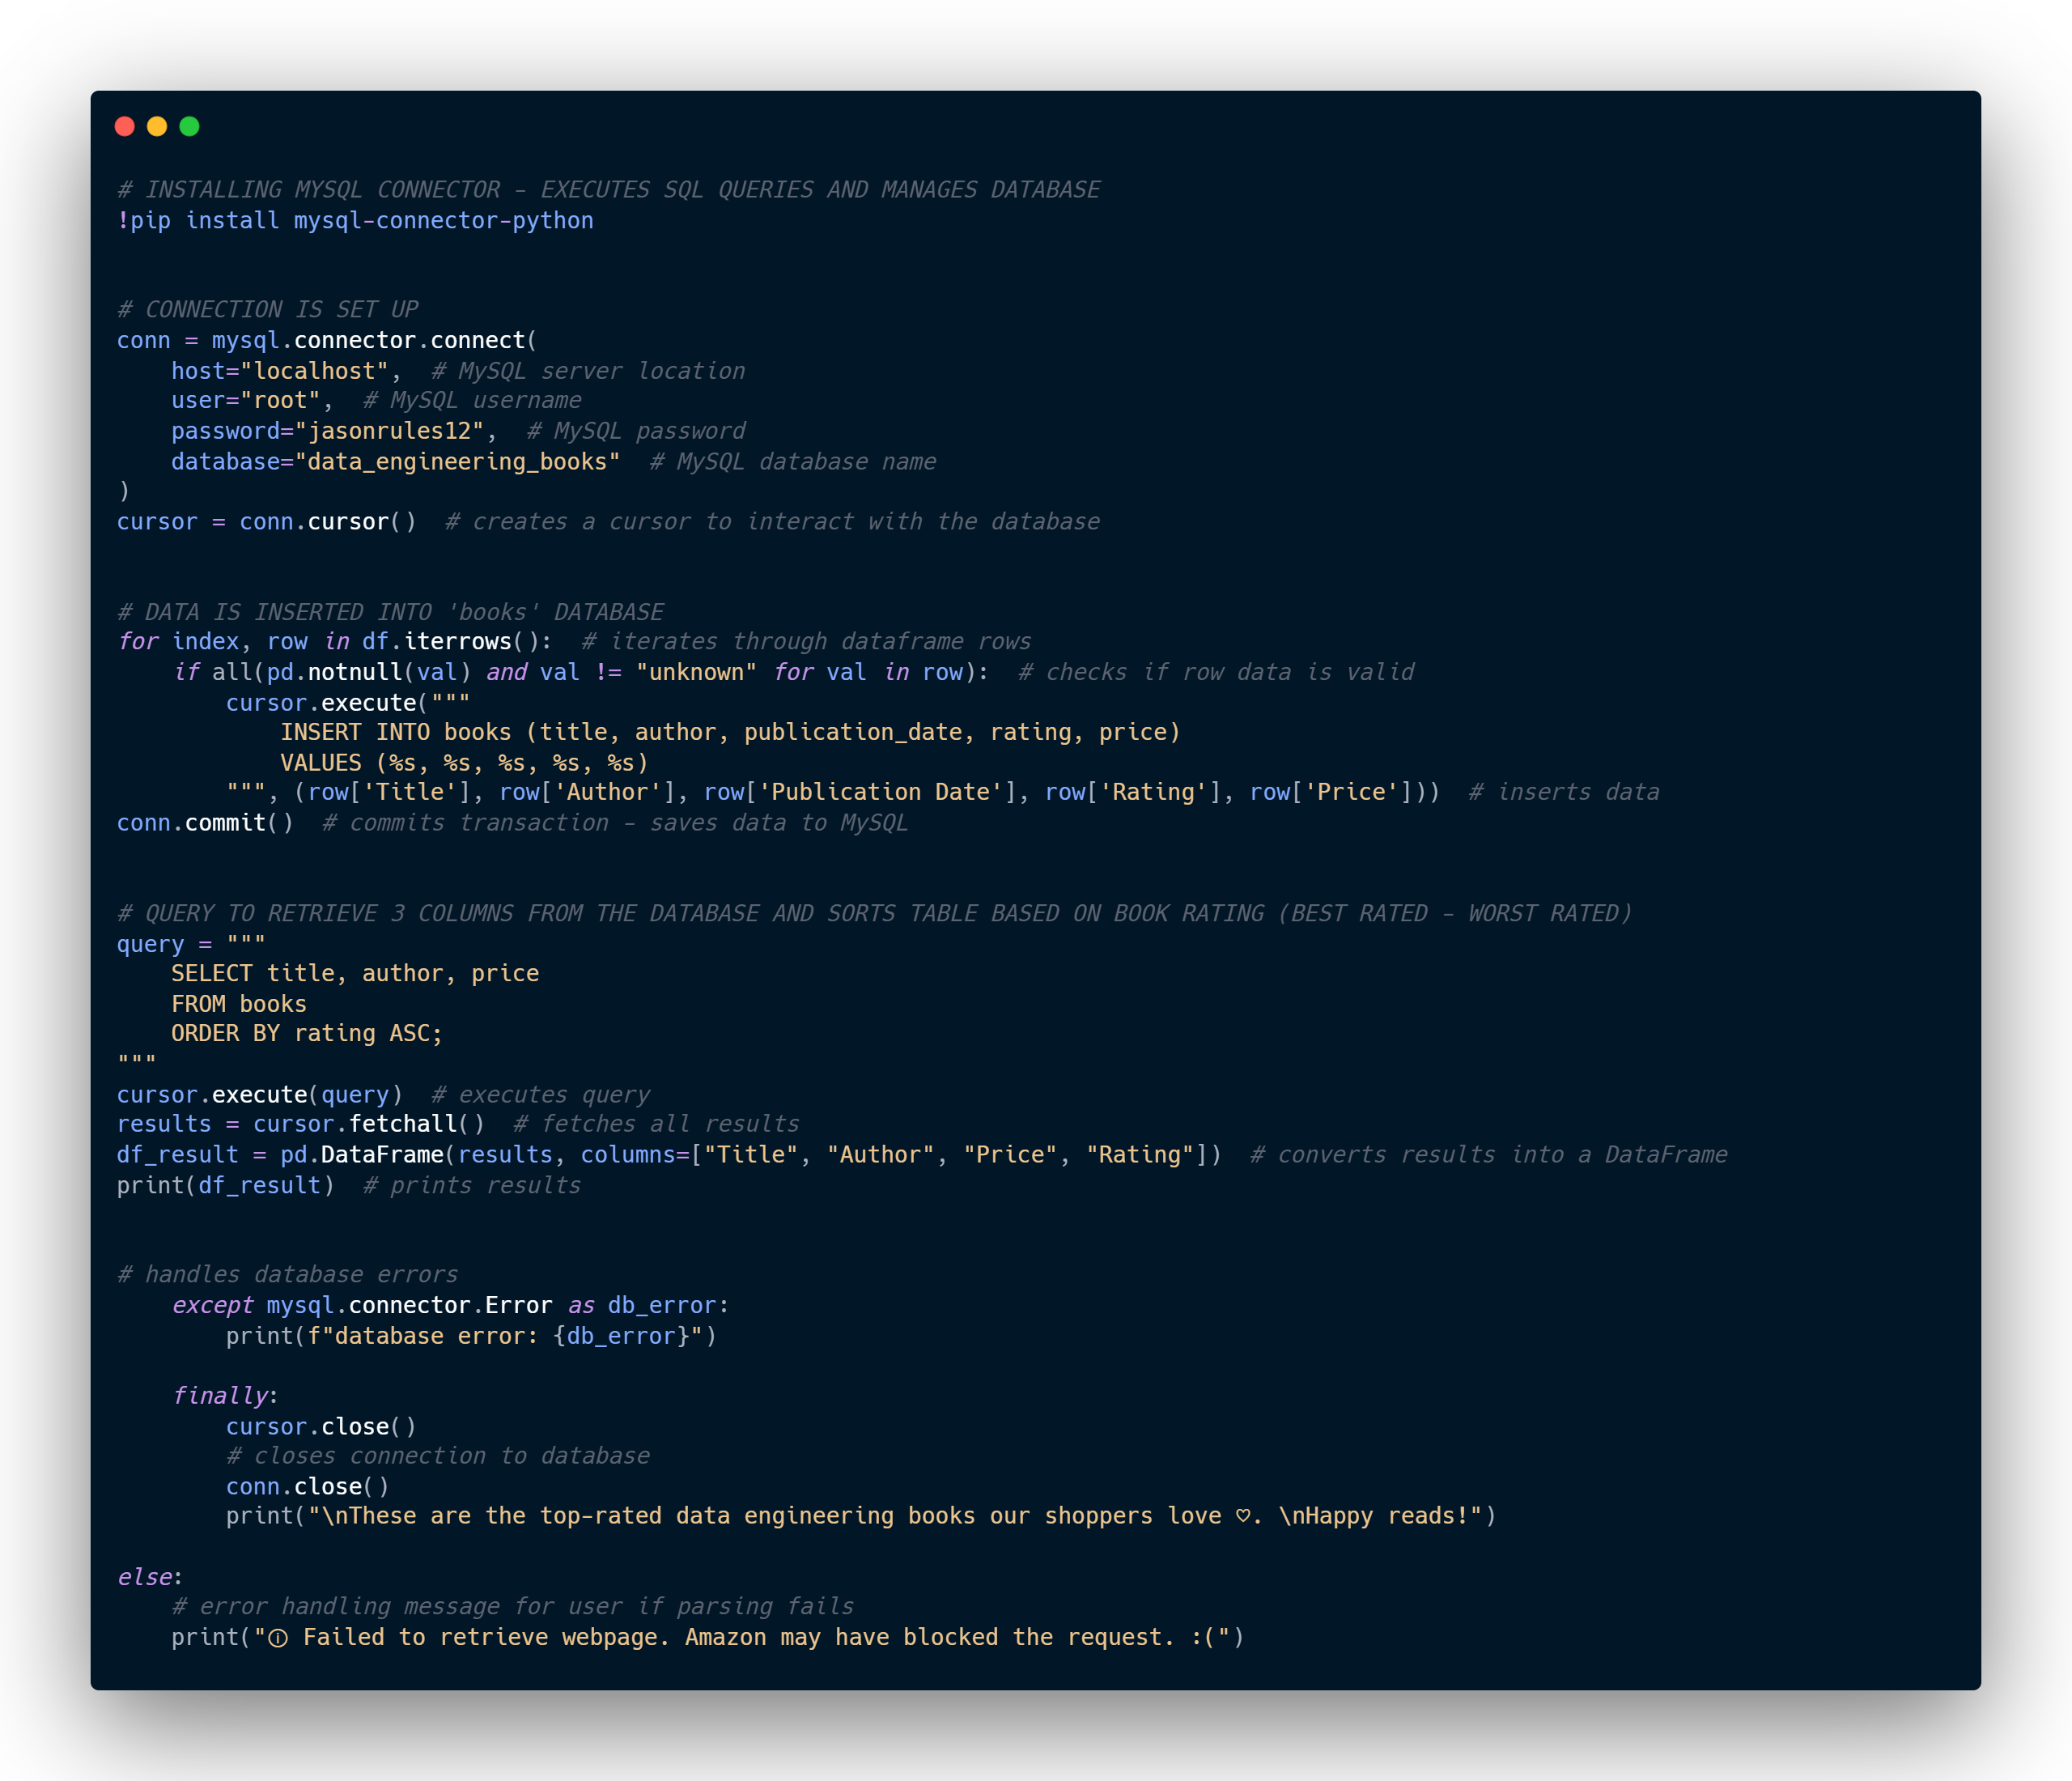 # INSTALLING MYSQL CONNECTOR - EXECUTES SQL QUERIES AND MANAGES DATABASE
!pip install mysql-connector-python
# CONNECTION IS SET UP
conn = mysql.connector.connect(
    host="localhost",  # MySQL server location
    user="root",  # MySQL username
    password="jasonrules12",  # MySQL password
    database="data_engineering_books"  # MySQL database name
)
cursor = conn.cursor()  # creates a cursor to interact with the database
# DATA IS INSERTED INTO 'books' DATABASE
for index, row in df.iterrows():  # iterates through dataframe rows
    if all(pd.notnull(val) and val != "unknown" for val in row):  # checks if row data is valid
        cursor.execute("""
            INSERT INTO books (title, author, publication_date, rating, price)
            VALUES (%s, %s, %s, %s, %s)
        """, (row['Title'], row['Author'], row['Publication Date'], row['Rating'], row['Price']))  # inserts data
conn.commit()  # commits transaction - saves data to MySQL
# QUERY TO RETRIEVE 3 COLUMNS FROM THE DATABASE AND SORTS TABLE BASED ON BOOK RATING (BEST RATED - WORST RATED)
query = """
    SELECT title, author, price
    FROM books
    ORDER BY rating ASC;
"""
cursor.execute(query)  # executes query
results = cursor.fetchall()  # fetches all results
df_result = pd.DataFrame(results, columns=["Title", "Author", "Price", "Rating"])  # converts results into a DataFrame
print(df_result)  # prints results
# handles database errors
    except mysql.connector.Error as db_error:
        print(f"database error: {db_error}")
    finally:
        cursor.close()
        # closes connection to database
        conn.close()
        print("\nThese are the top-rated data engineering books our shoppers love ♡. \nHappy reads!")
else:
    # error handling message for user if parsing fails
    print("ⓘ Failed to retrieve webpage. Amazon may have blocked the request. :(")